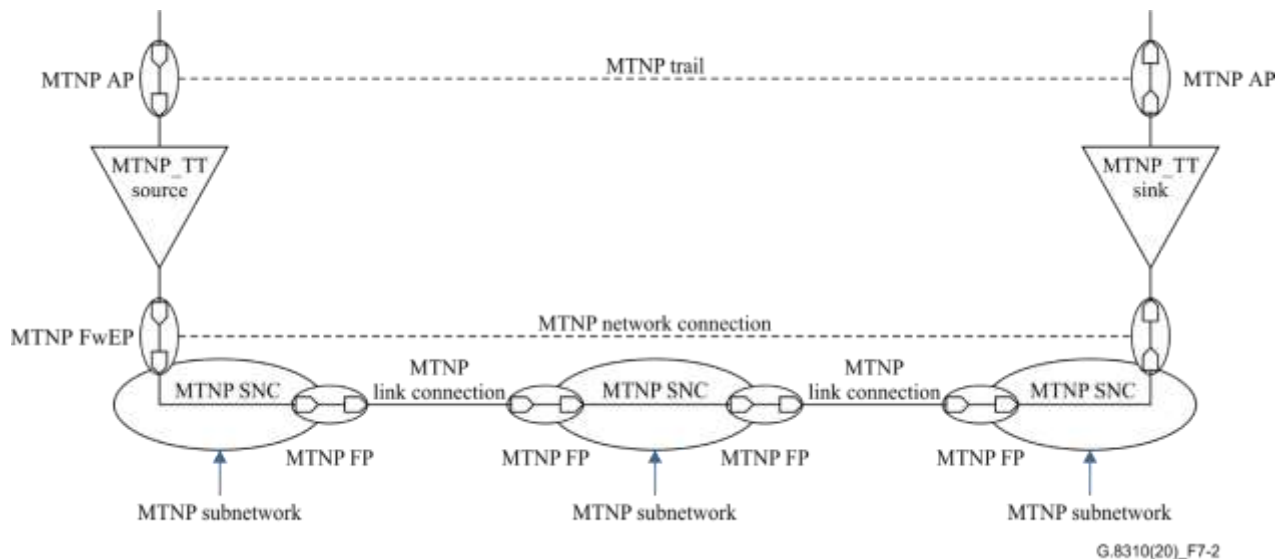 MTNP trail
MTNP AP
MTNP AP
MTNP_TT
source
MTNP_TT
sink
MTNP FwEP
MTNP network connection
MTNP SNC
MTNP
link connection
MTNP SNC
MTNP
link connection
MTNP SNC
MTNP FP
MTNP FP
MTNP FP
MTNP FP
MTNP subnetwork
MTNP subnetwork
MTNP subnetwork
G.8310(20)_F7-2